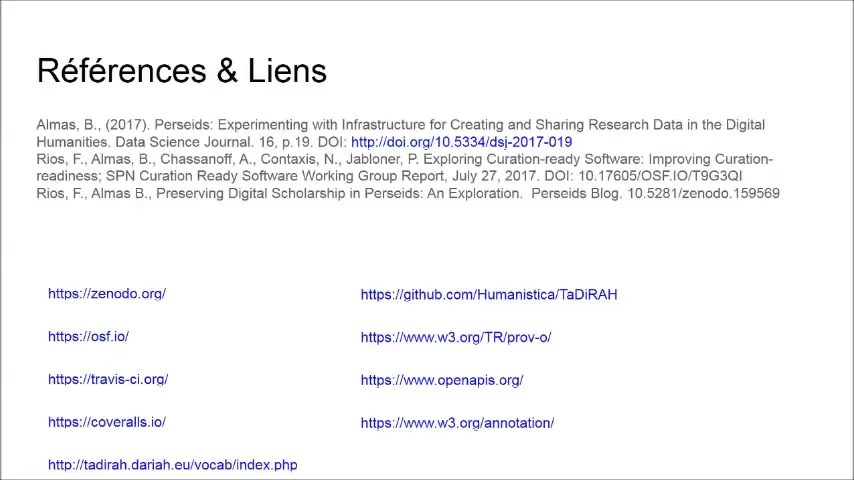 Références & Liens
Almas, B., (2017). Perseids: Experimenting with Infrastructure for Creating and Sharing Research Data in the Digital
Humanities. Data Science Journal. 16, p.19. DOI: http://doi.org/10.5334/dsj-2017-019
Rios, F., Almas, B., Chassanoff, A., Contaxis, N., Jabloner, P. Exploring Curation-ready Software: Improving Curation-
readiness; SPN Curation Ready Software Working Group Report, July 27, 2017. DOI: 10.17605/OSF.IO/T9G3QI
Rios, F., Almas B., Preserving Digital Scholarship in Perseids: An Exploration.  Perseids Blog. 10.5281/zenodo.159569
https://zenodo.org/
https://osf.io/
https://travis-ci.org/
https://coveralls.io/
http://tadirah.dariah.eu/vocab/index.php
https://github.com/Humanistica/TaDiRAH
https://www.w3.org/TR/prov-o/
https://www.openapis.org/
https://www.w3.org/annotation/